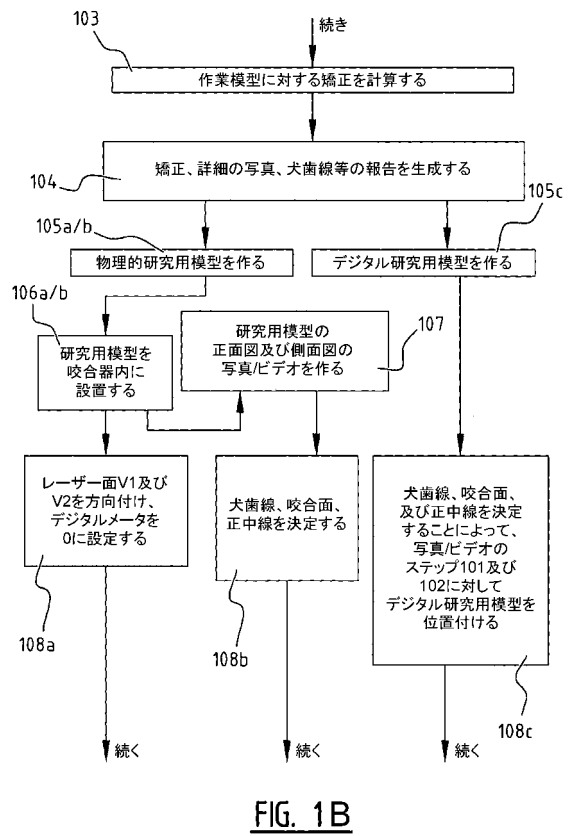 続き
103
作業模型に対する矯正を計算する
矯正、詳細の写真、犬歯線等の報告を生成する
104
105a/b
105c
物理的研究用模型を作る
デジタル研究用模型を作る
106a/b
研究用模型を
咬合器内に
設置する
研究用模型の
正面図及び側面図の
写真/ビデオを作る
107
レーザー面V1及び
V2を方向付け、
デジタルメータを
0に設定する
108a
犬歯線、咬合面、
正中線を決定する
108b
犬歯線、咬合面、
及び正中線を決定
することによって、
写真/ビデオの
ステップ101及び
102に対して
デジタル研究用模型を
位置付ける
108c
続く
続く
続く
FIG. 1B